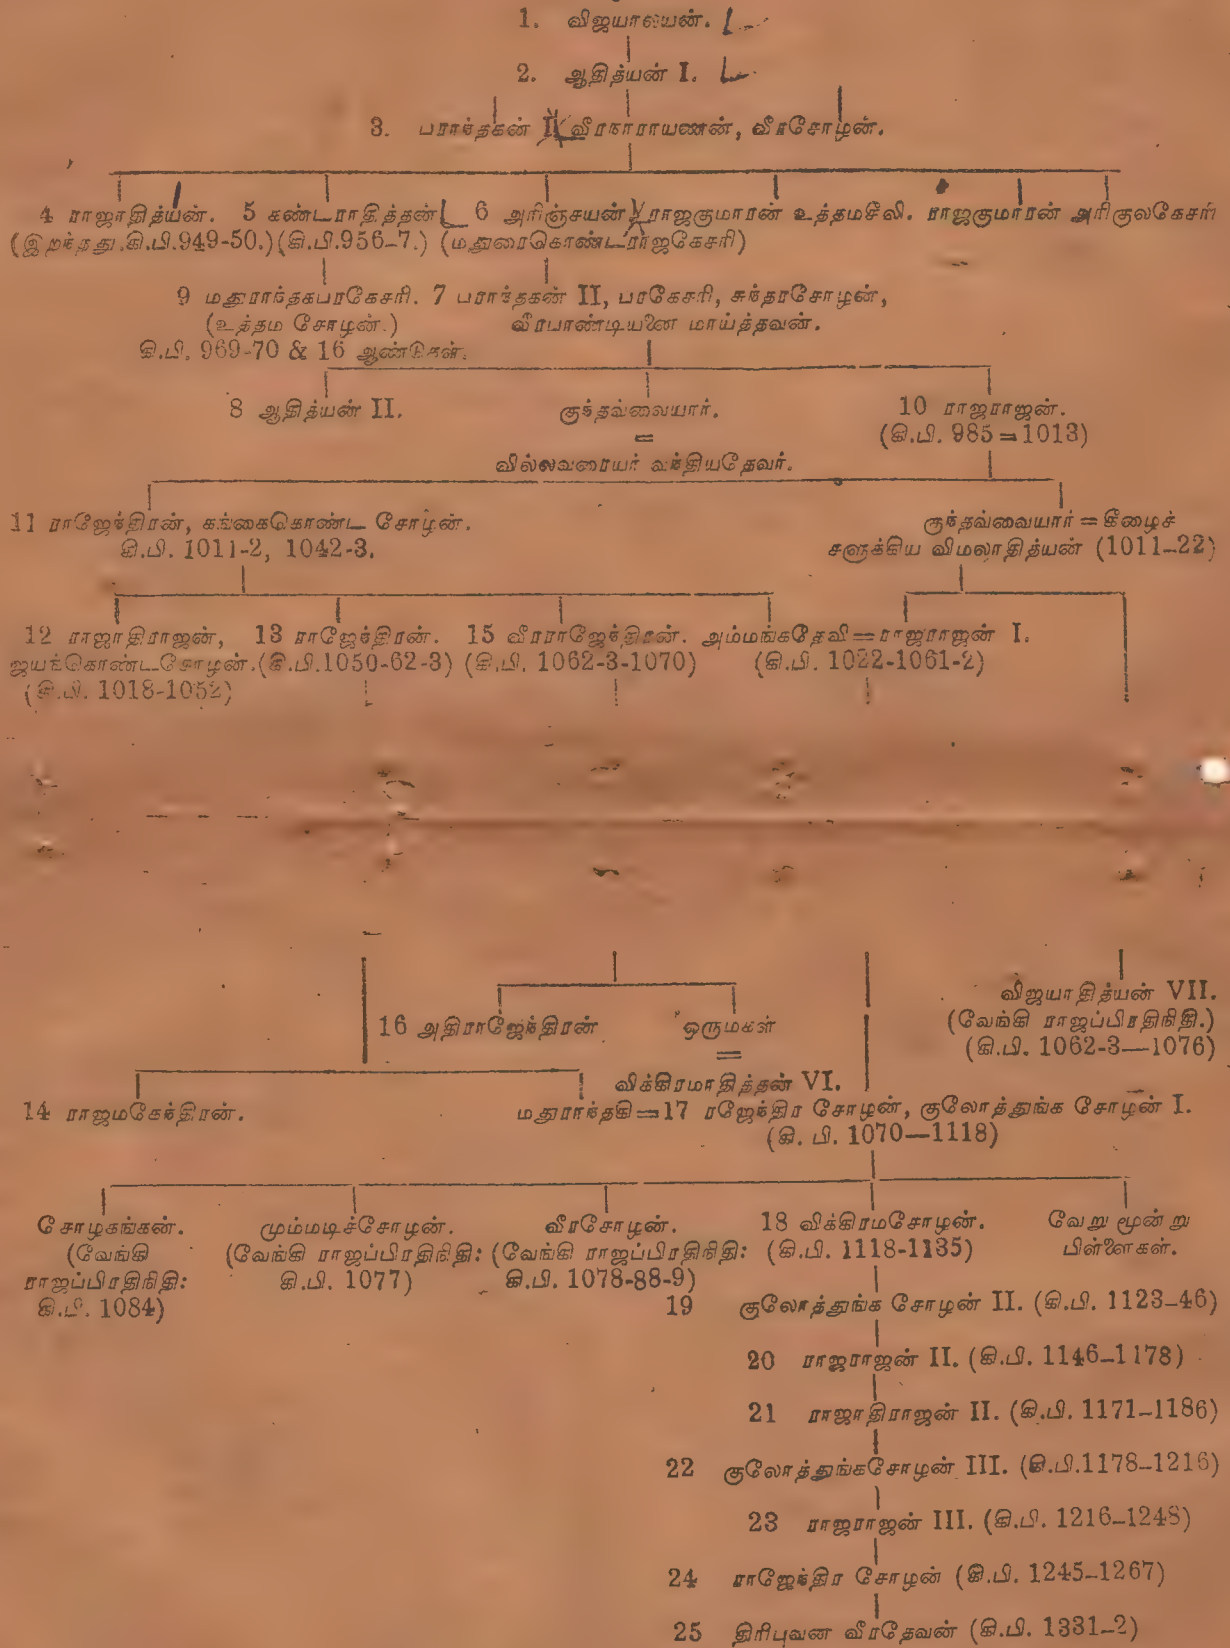 1. விஜயாலயன்.
2. ஆதித்யன் I.
3. பராந்தகன் I வீரநாராயணன், வீரசோழன்.
4 ராஜாதித்யன். 5 கண்டராதித்தன் 6 அரிஞ்சயன் ராஜகுமாரன் உத்தமசீலி. ராஜகுமாரன் அரிகுலகேசரி
(இறந்தது.கி.பி.949-50.) (கி.பி.956-7.) (மதுரைகொண்டராஜகேசரி)
9 மதுராந்தகபரகேசரி. 7 பராந்தகன் II, பரகேசரி, சுந்தரசோழன்,
(உத்தம சோழன்.) வீரபாண்டியனை மாய்த்தவன்.
கி.பி. 969-70 & 16 ஆண்டுகள்.
8 ஆதித்யன் II. குந்தவ்வையார். 10 ராஜராஜன்.
= (கி.பி. 985=1013)
வில்லவரையர் வந்தியதேவர்.
11 ராஜேந்திரன், கங்கைகொண்ட சோழன். குந்தவ்வையார்=கீழைச்
கி.பி. 1011-2, 1042-3. சளுக்கிய விமலாதித்யன் (1011-22)
12 ராஜாதிராஜன், 13 ராஜேந்திரன். 15 வீரராஜேந்திரன். அம்மங்கதேவி=ராஜராஜன் I.
ஜயங்கொண்டசோழன். (கி.பி.1050-62-3) (கி.பி. 1062-3-1070) (கி.பி. 1022-1061-2)
(கி.பி. 1018-1052)
விஜயாதித்யன் VII.
16 அதிராஜேந்திரன் ஒருமகள் (வேங்கி ராஜப்பிரதிநிதி.)
= (கி.பி. 1062-3—1076)
விக்கிரமாதித்தன் VI.
14 ராஜமகேந்திரன். மதுராந்தகி=17 ரஜேந்திர சோழன், குலோத்துங்க சோழன் I.
(கி. பி. 1070—1118)
சோழகங்கன். மும்மடிச்சோழன். வீரசோழன். 18 விக்கிரமசோழன். வேறு மூன்று
(வேங்கி (வேங்கி ராஜப்பிரதிநிதி: (வேங்கி ராஜப்பிரதிநிதி: (கி.பி. 1118-1135) பிள்ளைகள்.
ராஜப்பிரதிநிதி: கி.பி. 1077) கி.பி. 1078-88-9)
கி.பி. 1084)
19 குலோத்துங்க சோழன் II. (கி.பி. 1123-46)
20 ராஜராஜன் II. (கி.பி. 1146-1178)
21 ராஜாதிராஜன் II. (கி.பி. 1171-1186)
22 குலோத்துங்கசோழன் III. (கி.பி.1178-1216)
23 ராஜராஜன் III. (கி.பி. 1216-1248)
24 ராஜேந்திர சோழன் (கி.பி. 1245-1267)
25 திரிபுவன வீரதேவன் (கி.பி. 1331-2)